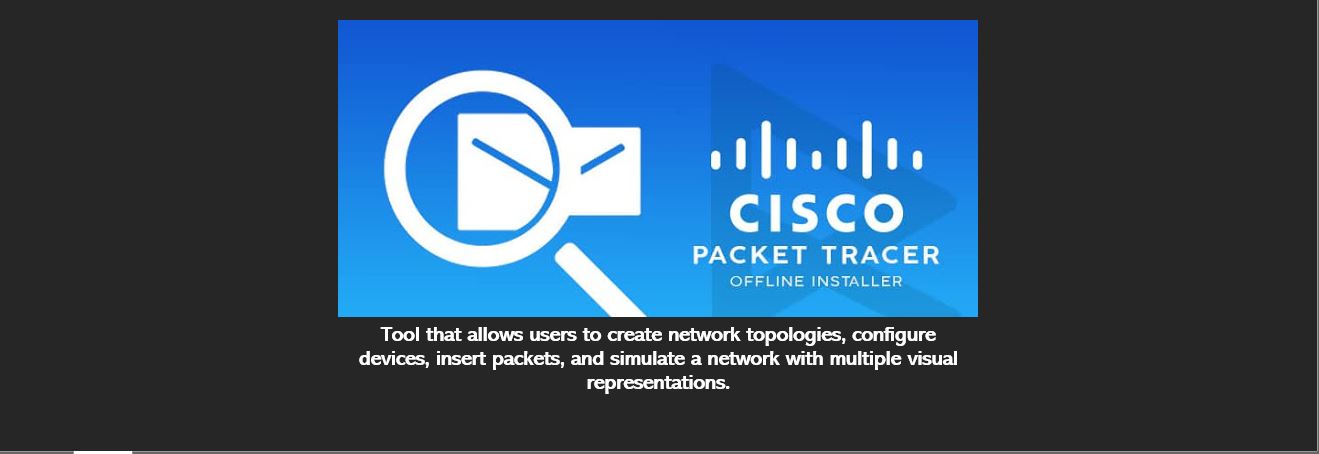 CISCO
PACKET TRACER
OFFLINE INSTALLER
Tool that allows users to create network topologies, configure
devices, insert packets, and simulate a network with multiple visual
representations.